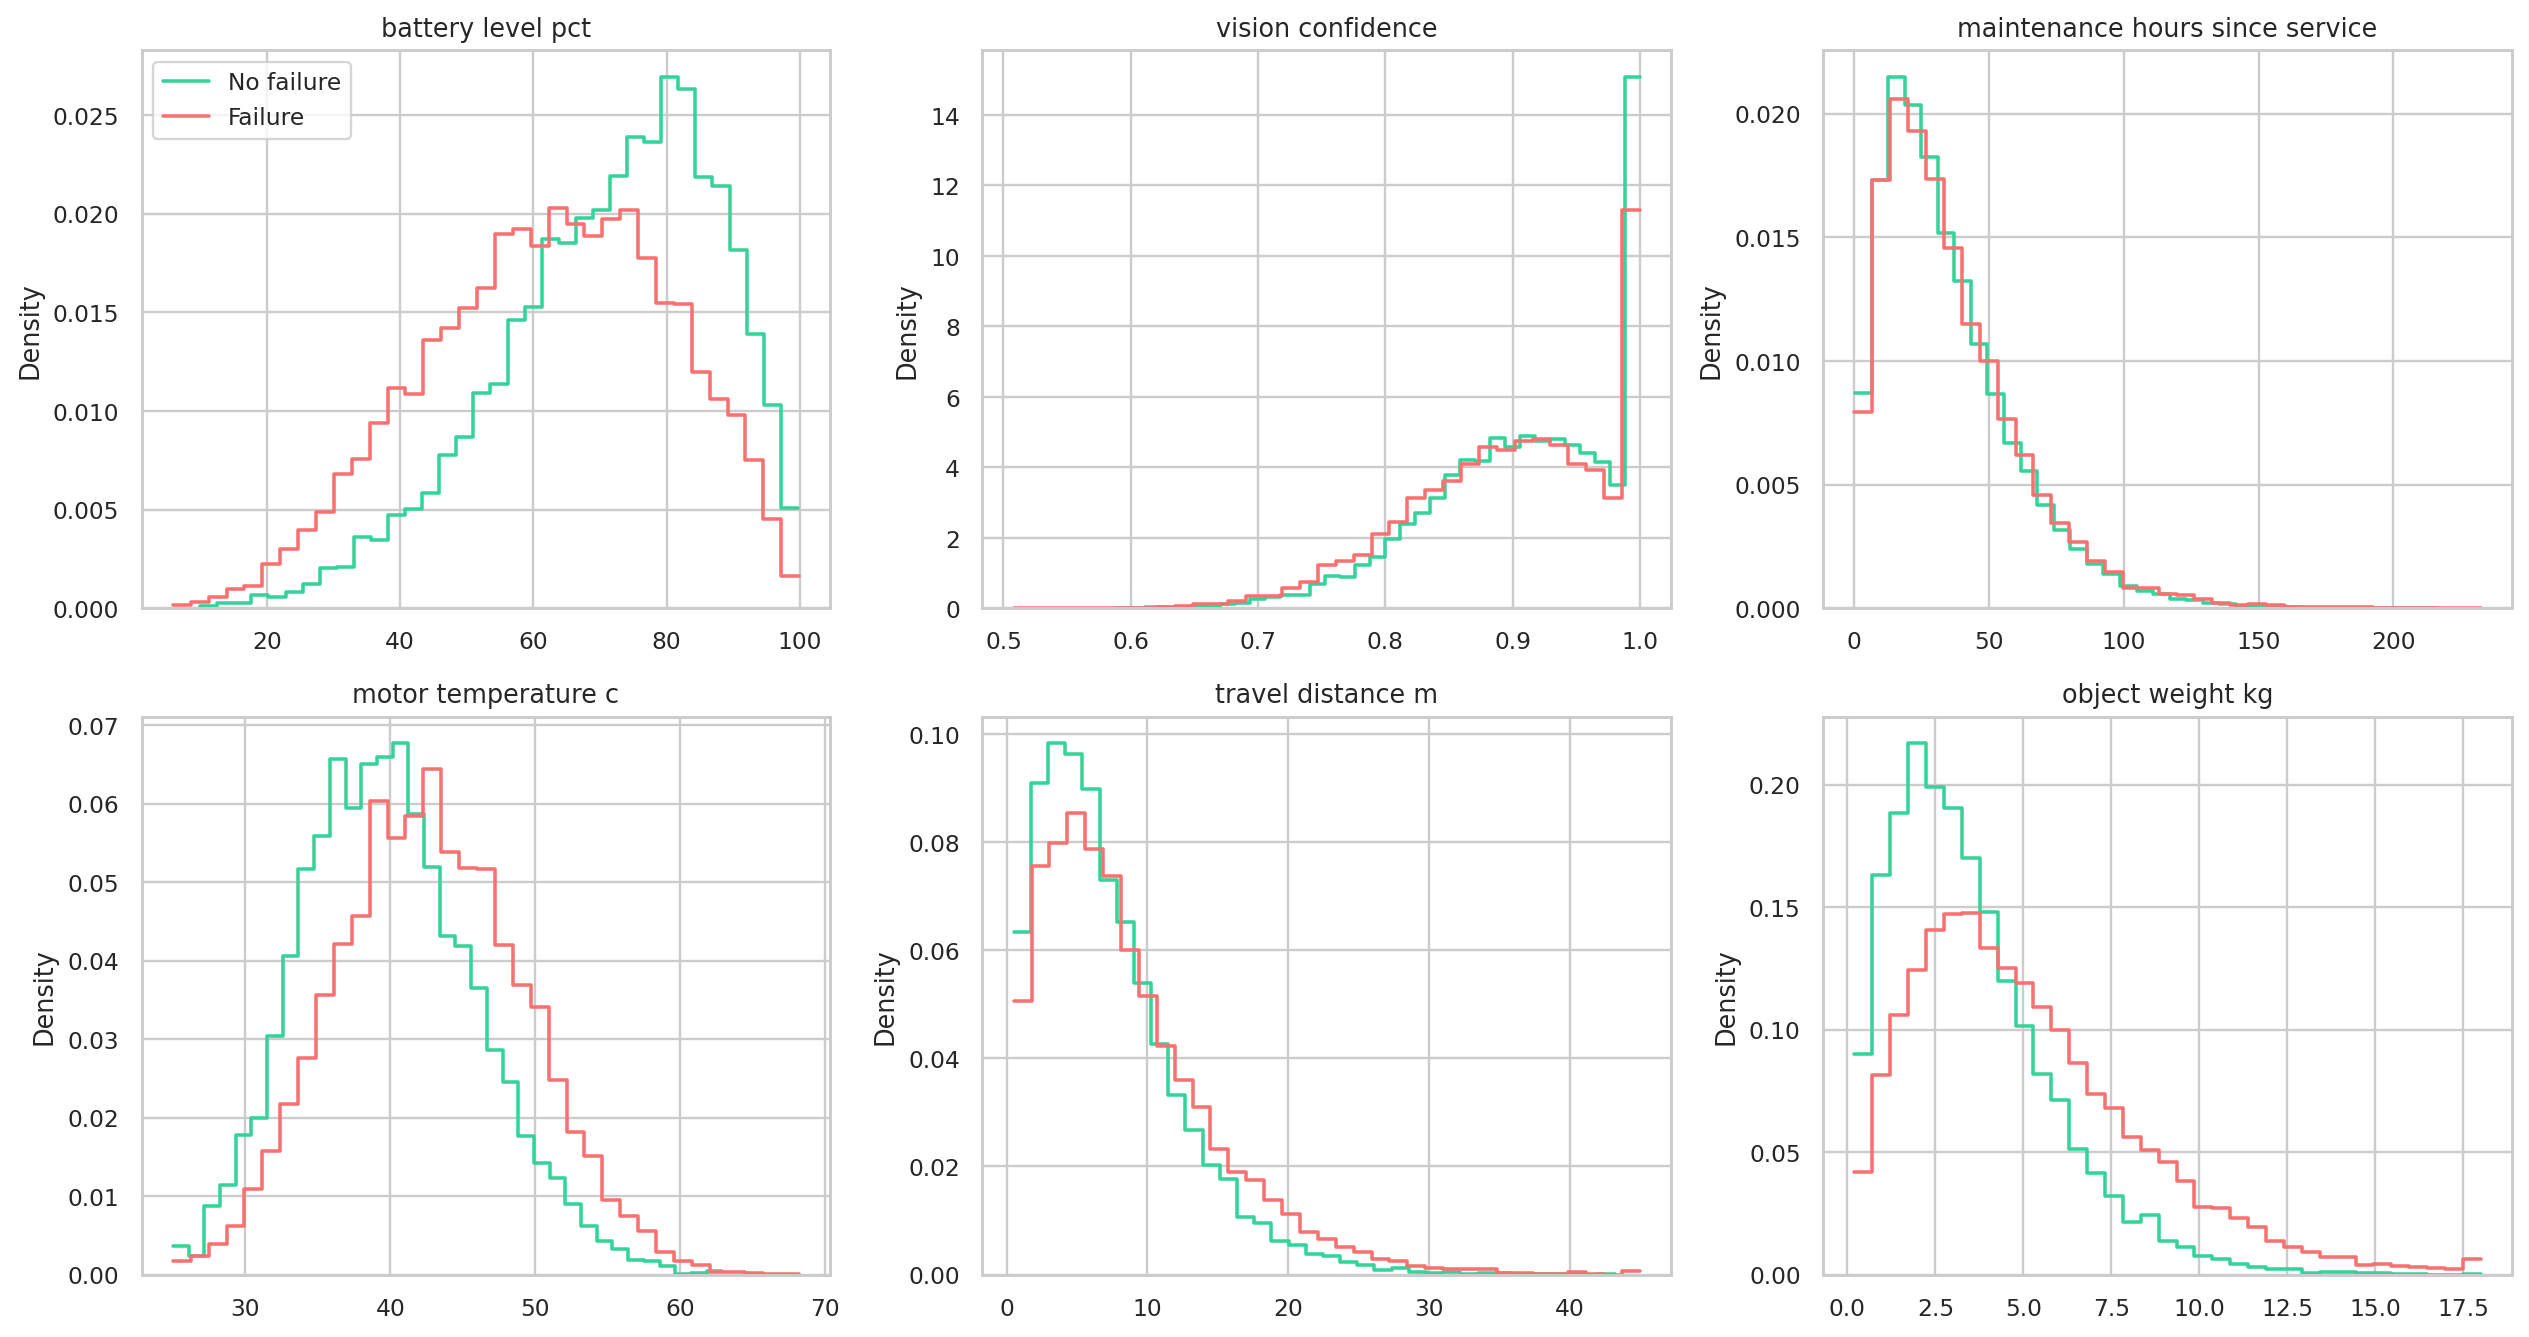 battery level pct
No failure
Failure
Density
0.025
0.020
0.015
0.010
0.005
0.000
20 40 60 80 100
vision confidence
Density
14
12
10
8
6
4
2
0
0.5 0.6 0.7 0.8 0.9 1.0
maintenance hours since service
Density
0.020
0.015
0.010
0.005
0.000
0 50 100 150 200
motor temperature c
Density
0.07
0.06
0.05
0.04
0.03
0.02
0.01
0.00
30 40 50 60 70
travel distance m
Density
0.10
0.08
0.06
0.04
0.02
0.00
0 10 20 30 40
object weight kg
Density
0.20
0.15
0.10
0.05
0.00
0.0 2.5 5.0 7.5 10.0 12.5 15.0 17.5